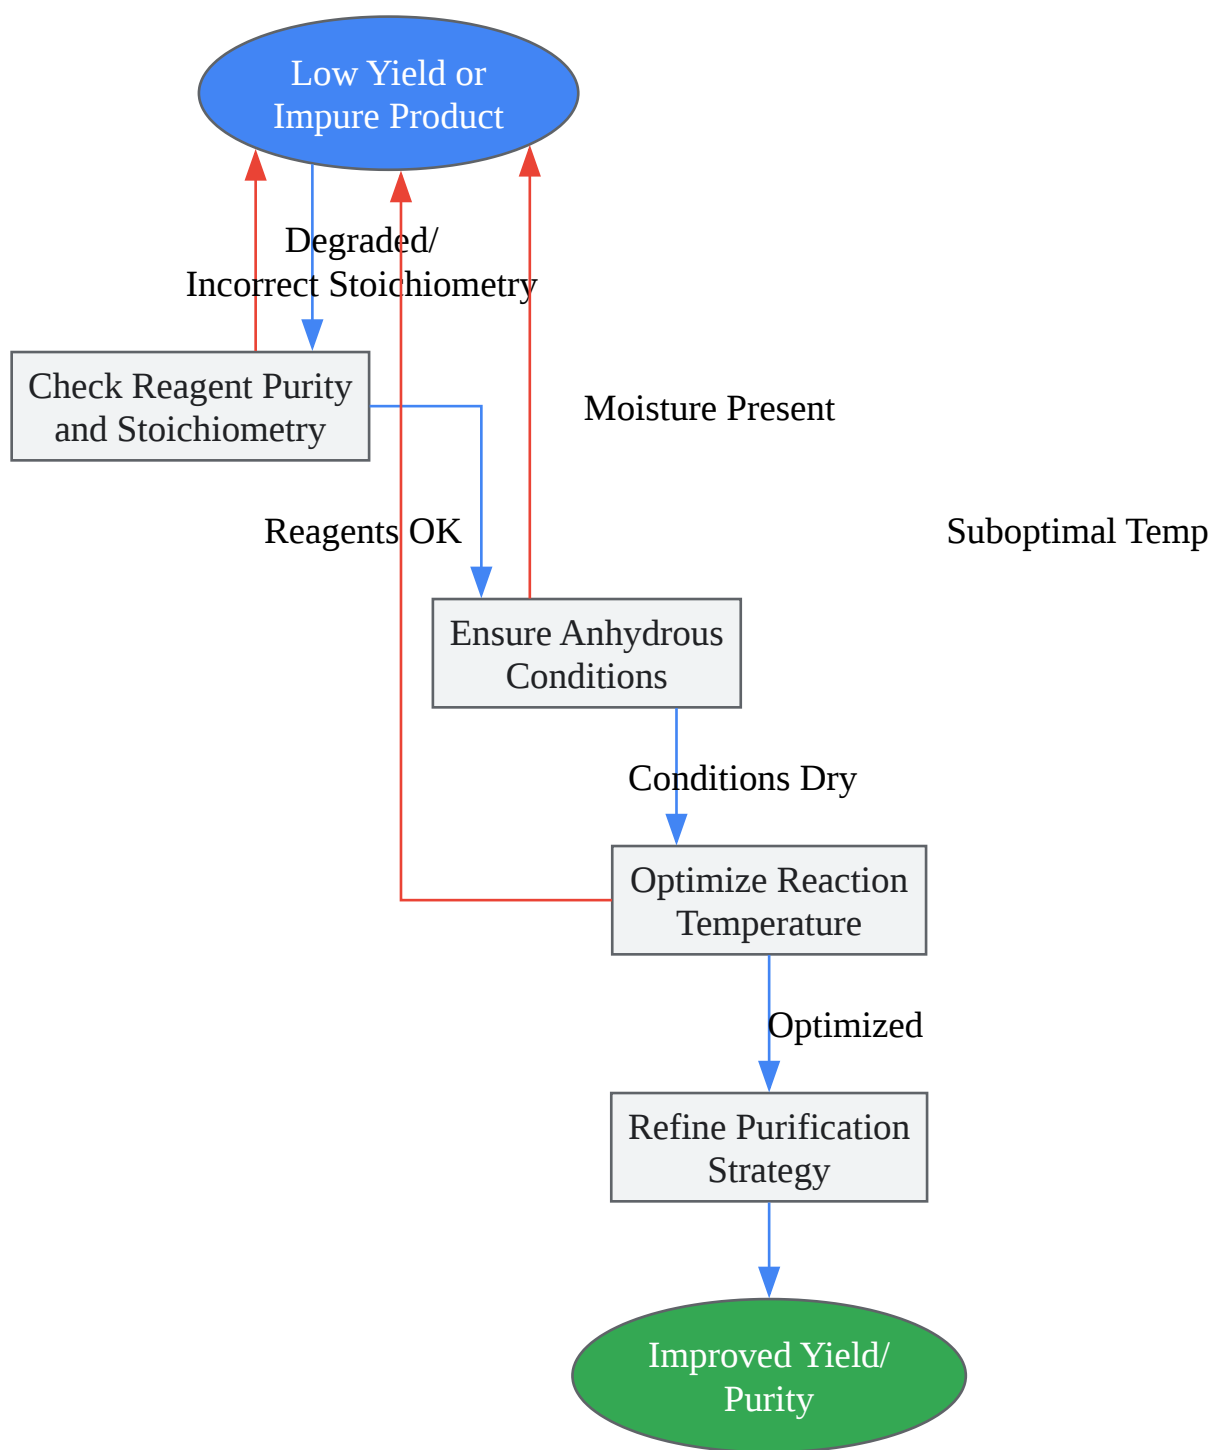 Low Yield or
Impure Product
Degraded/
Incorrect Stoichiometry
Check Reagent Purity
and Stoichiometry
Moisture Present
Reagents OK
Suboptimal Temp
Ensure Anhydrous
Conditions
Conditions Dry
Optimize Reaction
Temperature
Optimized
Refine Purification
Strategy
Improved Yield/
Purity